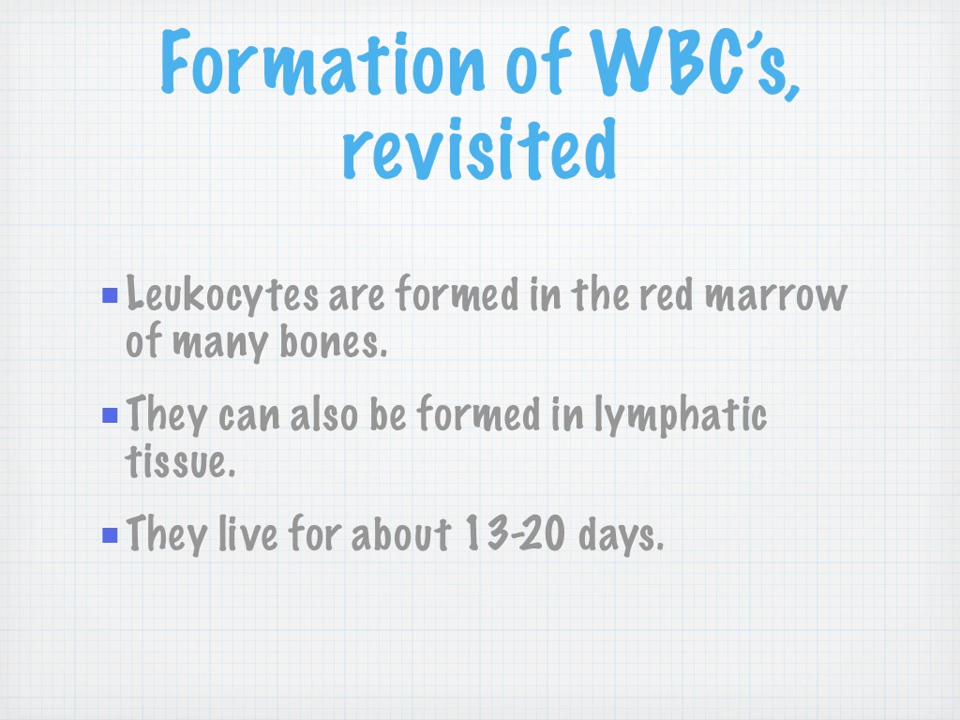 Formation of WBC’s,
revisited
Leukocytes are formed in the red marrow
of many bones.
They can also be formed in lymphatic
tissue.
They live for about 13-20 days.